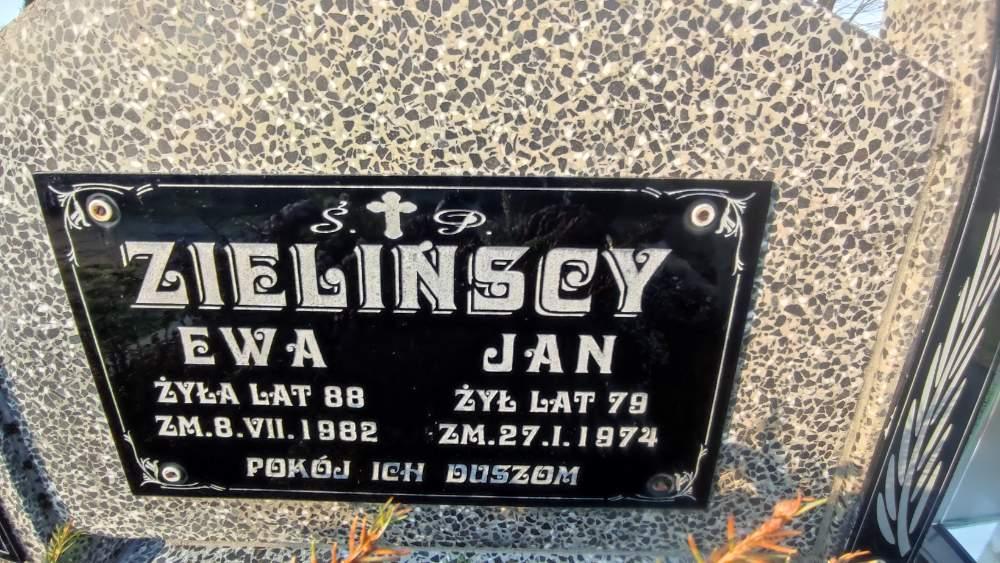 Ś. P.
ZIELIŃSCY
EWA JAN
ŻYŁA LAT 88 ŻYŁ LAT 79
ZM.8.VII.1982 ZM.27.I.1974
POKÓJ ICH DUSZOM